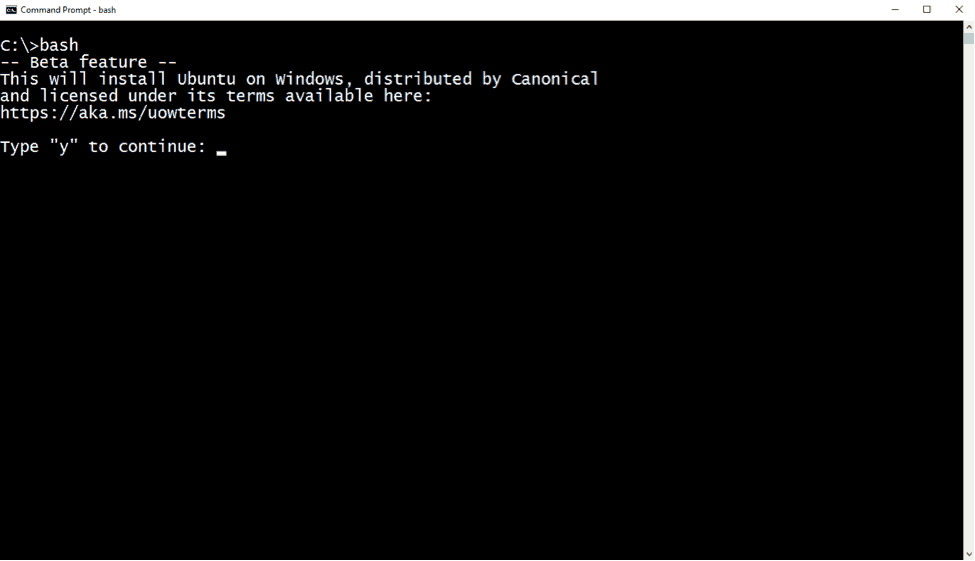 Command Prompt - bash
C:\>bash
-- Beta feature --
This will install Ubuntu on Windows, distributed by Canonical
and licensed under its terms available here:
https://aka.ms/uowterms
Type "y" to continue: _